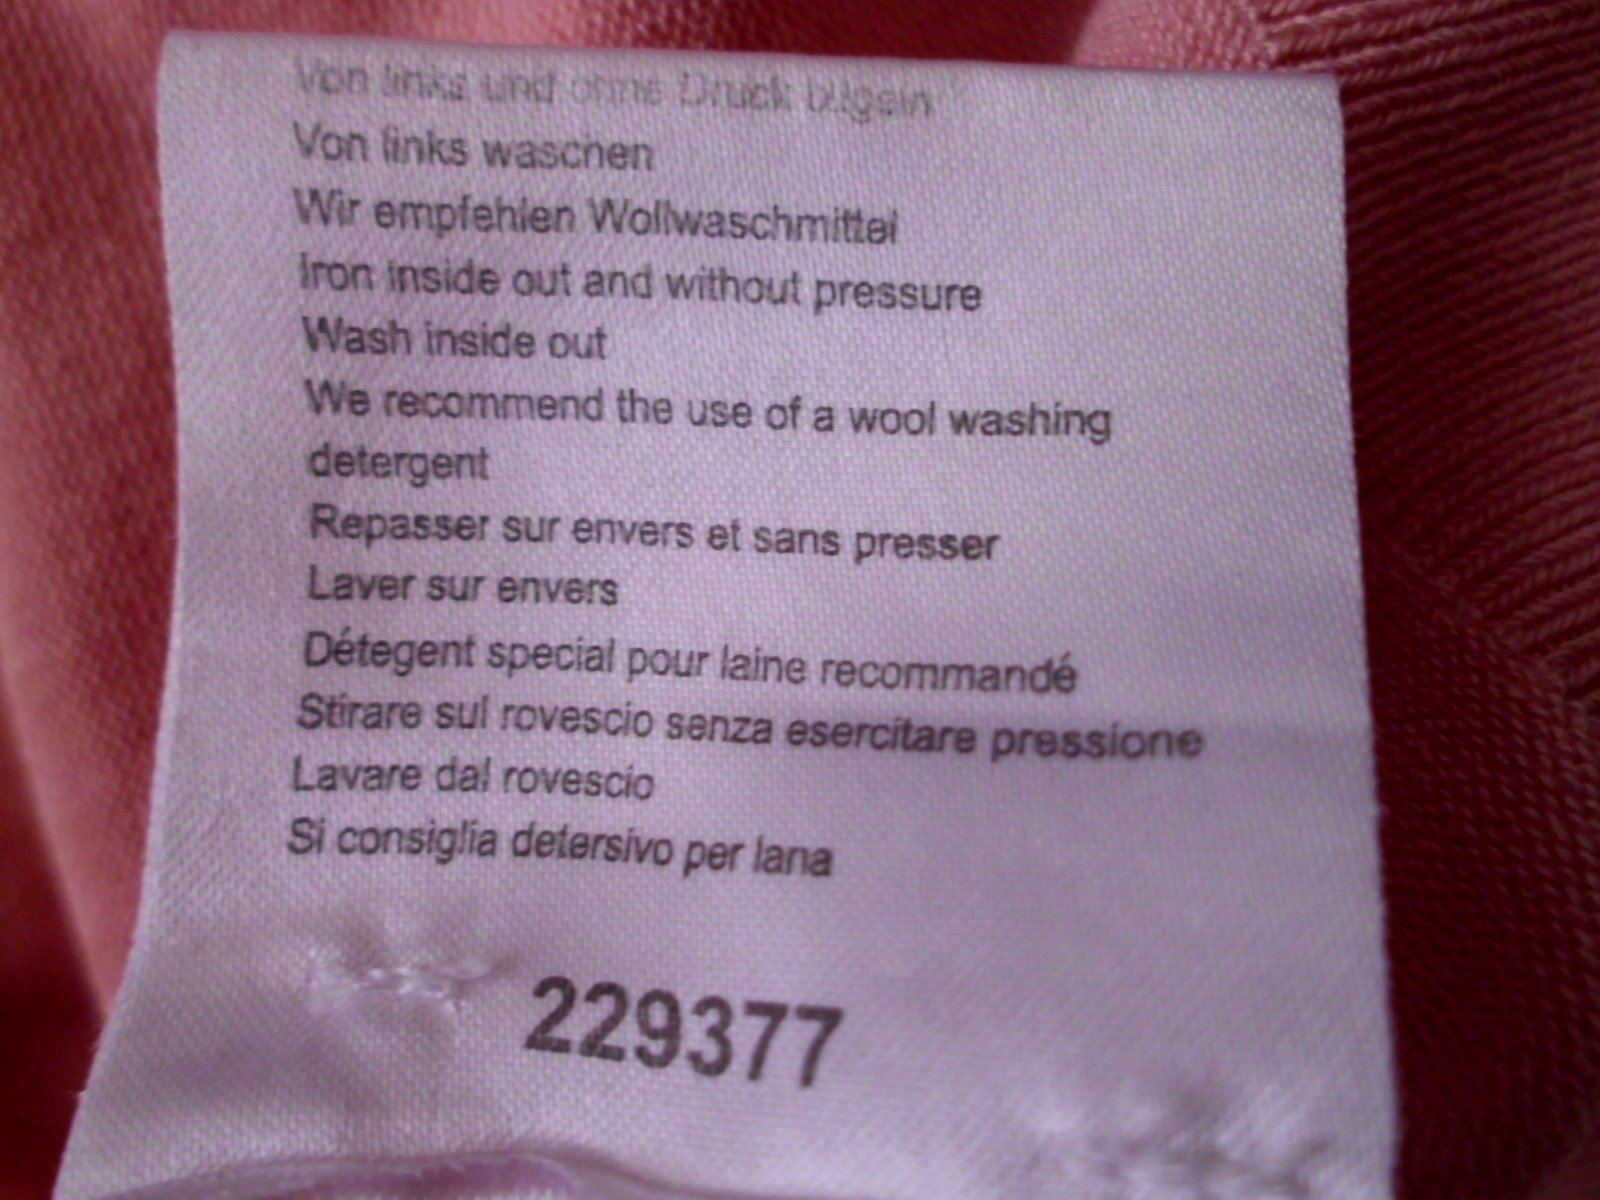 Von links und ohne Druck bügeln
Von links waschen
Wir empfehlen Wollwaschmittel
Iron inside out and without pressure
Wash inside out
We recommend the use of a wool washing
detergent
Repasser sur envers et sans presser
Laver sur envers
Détegent special pour laine recommandé
Stirare sul rovescio senza esercitare pressione
Lavare dal rovescio
Si consiglia detersivo per lana
229377